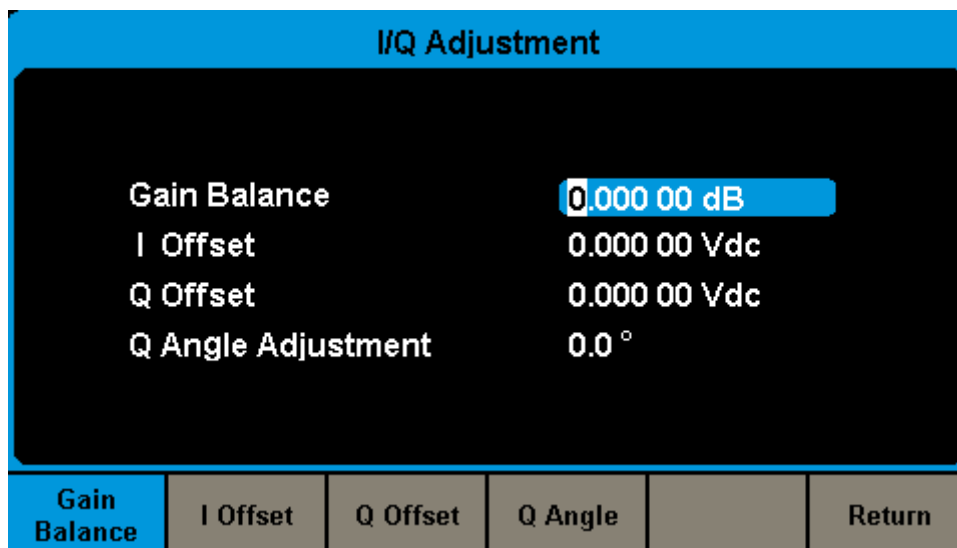 I/Q Adjustment
Gain Balance 0.000 00 dB
I Offset 0.000 00 Vdc
Q Offset 0.000 00 Vdc
Q Angle Adjustment 0.0 °
Gain Balance I Offset Q Offset Q Angle Return